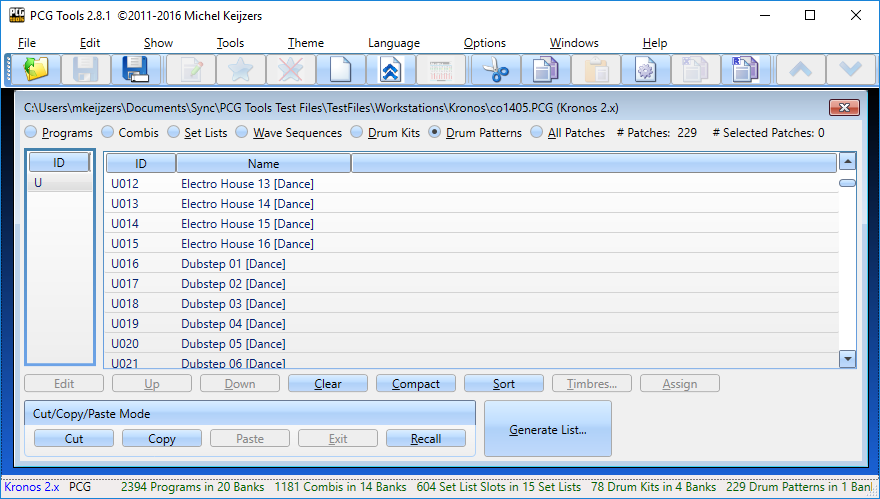 PCG Tools 2.8.1 ©2011-2016 Michel Keijzers
File Edit Show Tools Theme Language Options Windows Help
C:\Users\mkeijzers\Documents\Sync\PCG Tools Test Files\TestFiles\Workstations\Kronos\co1405.PCG (Kronos 2.x)
Programs Combis Set Lists Wave Sequences Drum Kits Drum Patterns All Patches # Patches: 229 # Selected Patches: 0
ID ID Name
U U012 Electro House 13 [Dance]
U013 Electro House 14 [Dance]
U014 Electro House 15 [Dance]
U015 Electro House 16 [Dance]
U016 Dubstep 01 [Dance]
U017 Dubstep 02 [Dance]
U018 Dubstep 03 [Dance]
U019 Dubstep 04 [Dance]
U020 Dubstep 05 [Dance]
U021 Dubstep 06 [Dance]
Edit Up Down Clear Compact Sort Timbres... Assign
Cut/Copy/Paste Mode
Cut Copy Paste Exit Recall Generate List...
Kronos 2.x PCG 2394 Programs in 20 Banks 1181 Combis in 14 Banks 604 Set List Slots in 15 Set Lists 78 Drum Kits in 4 Banks 229 Drum Patterns in 1 Ban